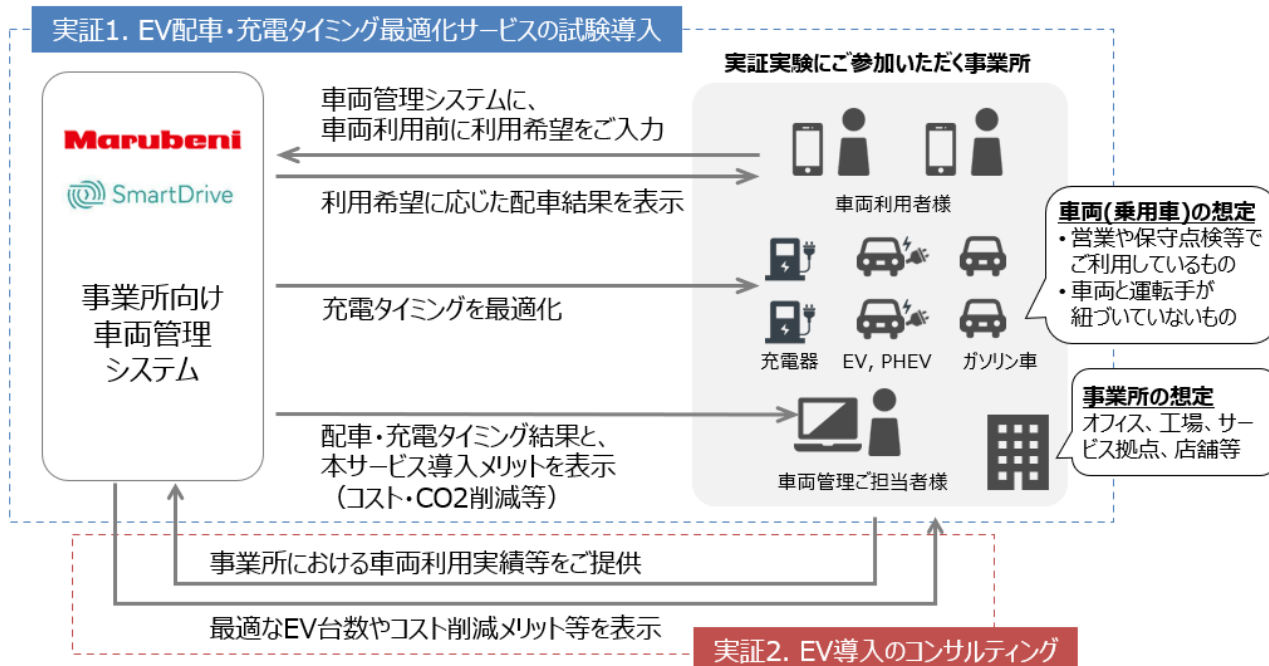 実証1. EV配車・充電タイミング最適化サービスの試験導入
実証実験にご参加いただく事業所
Marubeni
SmartDrive
事業所向け
車両管理
システム
車両管理システムに、
車両利用前に利用希望をご入力
利用希望に応じた配車結果を表示
車両利用者様
充電タイミングを最適化
充電器
EV, PHEV
ガソリン車
車両(乗用車)の想定
・営業や保守点検等で
ご利用しているもの
・車両と運転手が
紐づいていないもの
配車・充電タイミング結果と、
本サービス導入メリットを表示
（コスト・CO2削減等）
車両管理ご担当者様
事業所の想定
オフィス、工場、サー
ビス拠点、店舗等
事業所における車両利用実績等をご提供
最適なEV台数やコスト削減メリット等を表示
実証2. EV導入のコンサルティング